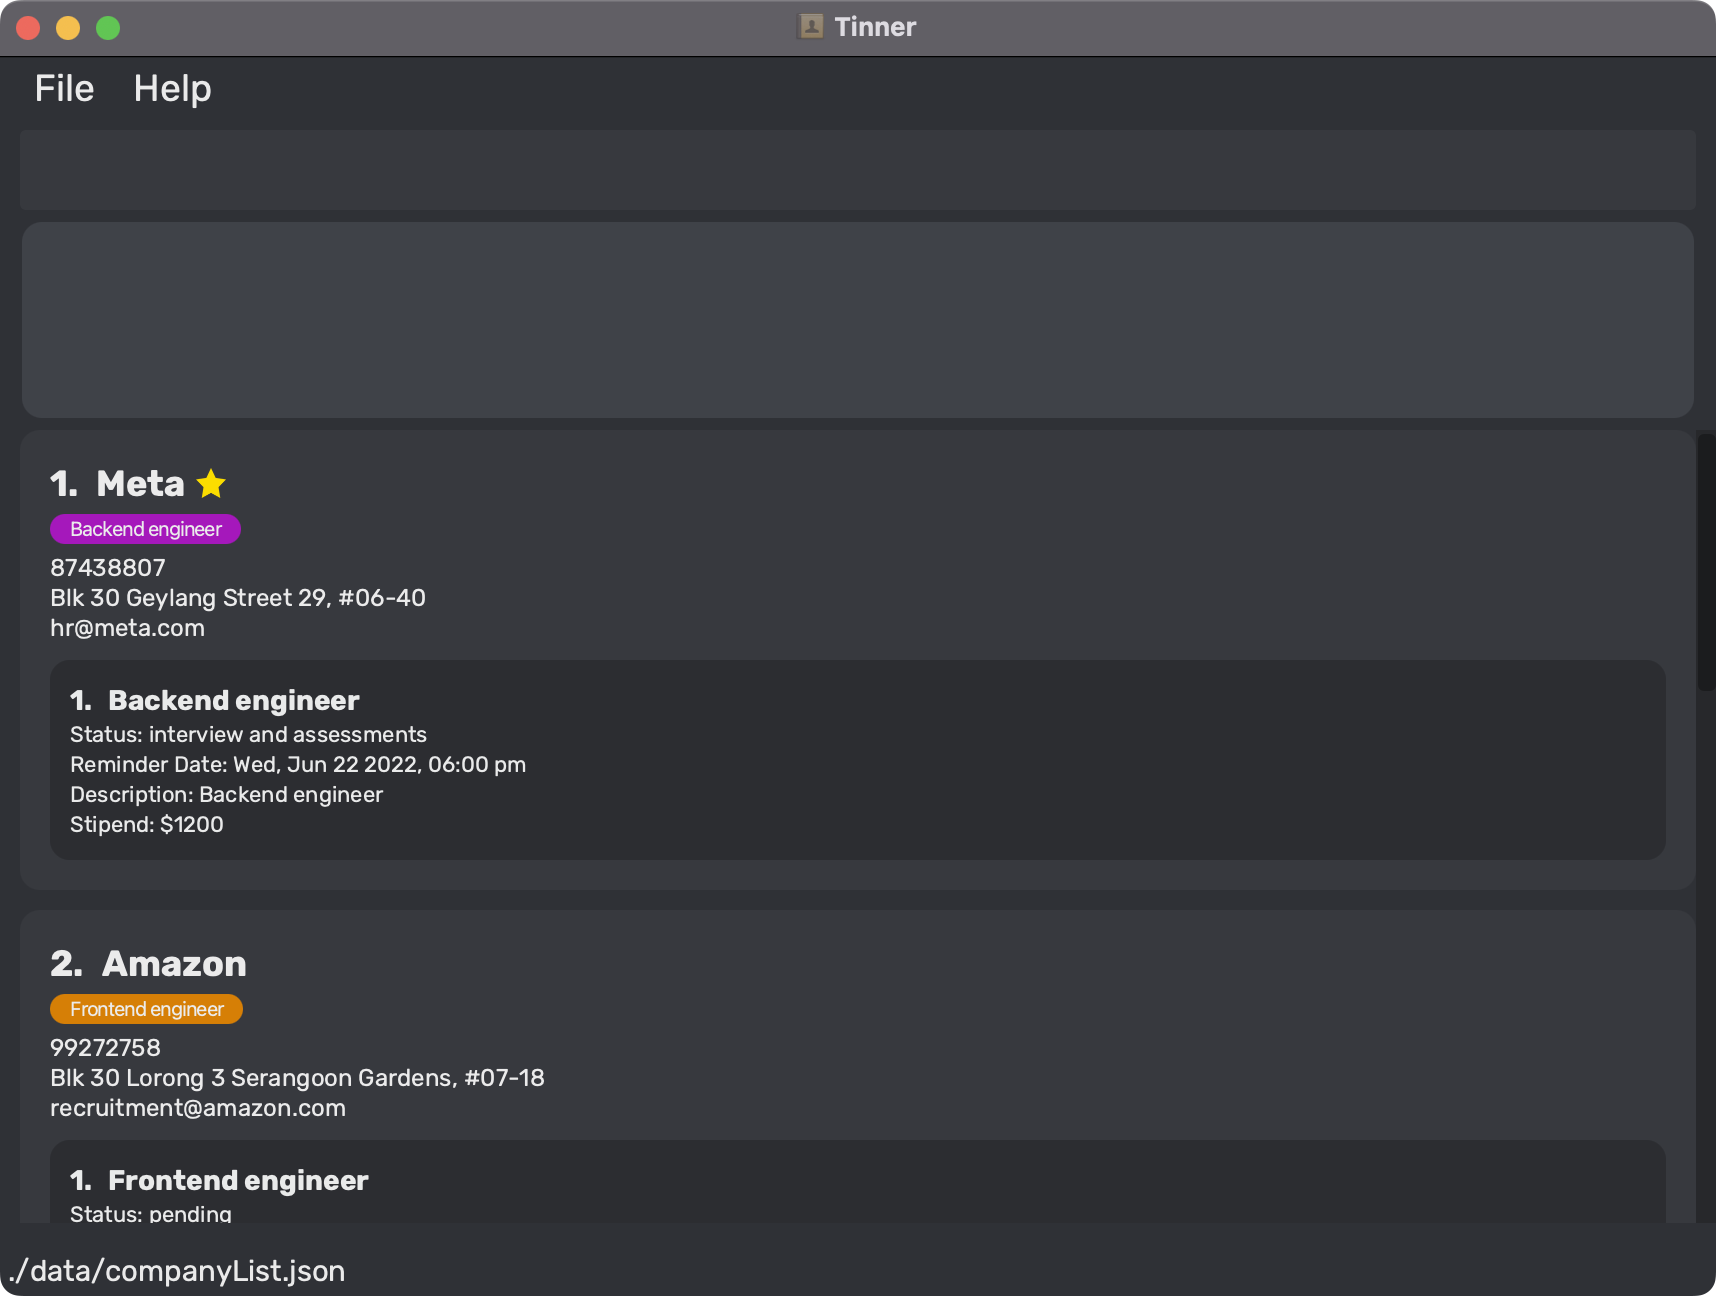 Tinner
File Help
1. Meta
Backend engineer
87438807
Blk 30 Geylang Street 29, #06-40
hr@meta.com
1. Backend engineer
Status: interview and assessments
Reminder Date: Wed, Jun 22 2022, 06:00 pm
Description: Backend engineer
Stipend: $1200
2. Amazon
Frontend engineer
99272758
Blk 30 Lorong 3 Serangoon Gardens, #07-18
recruitment@amazon.com
1. Frontend engineer
Status: pending
./data/companyList.json